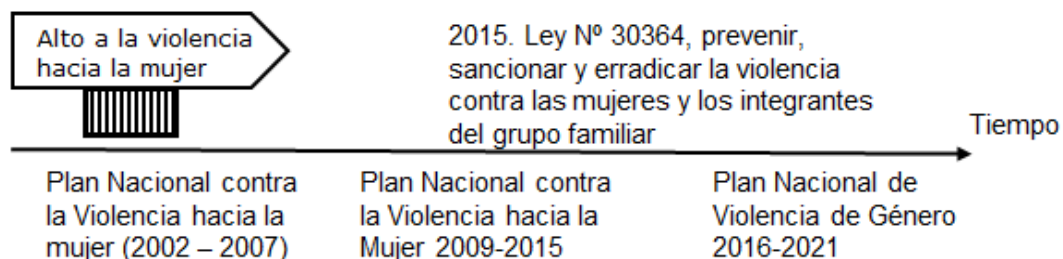 Alto a la violencia
hacia la mujer
2015. Ley Nº 30364, prevenir,
sancionar y erradicar la violencia
contra las mujeres y los integrantes
del grupo familiar
Tiempo
Plan Nacional contra
la Violencia hacia la
mujer (2002 – 2007)
Plan Nacional contra
la Violencia hacia la
Mujer 2009-2015
Plan Nacional de
Violencia de Género
2016-2021